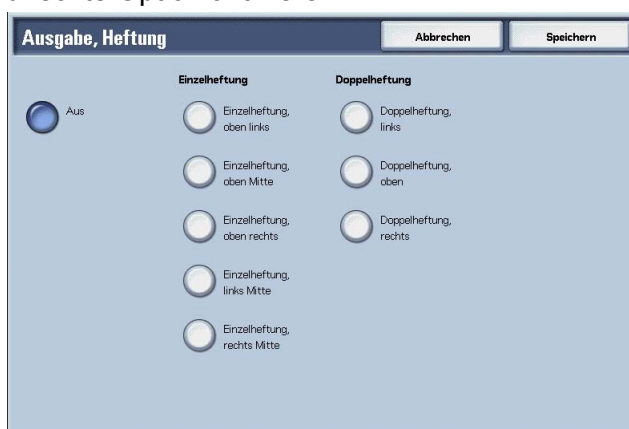 Ausgabe, Heftung
Abbrechen
Speichern
Einzelheftung
Doppelheftung
Aus
Einzelheftung,
oben links
Doppelheftung,
links
Einzelheftung,
oben Mitte
Doppelheftung,
oben
Einzelheftung,
oben rechts
Doppelheftung,
rechts
Einzelheftung,
links Mitte
Einzelheftung,
rechts Mitte